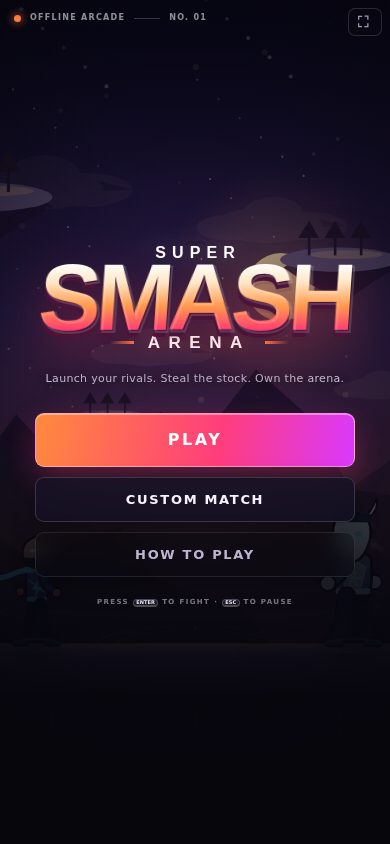 OFFLINE ARCADE NO. 01
SUPER
SMASH
ARENA
Launch your rivals. Steal the stock. Own the arena.
PLAY
CUSTOM MATCH
HOW TO PLAY
PRESS ENTER TO FIGHT · ESC TO PAUSE